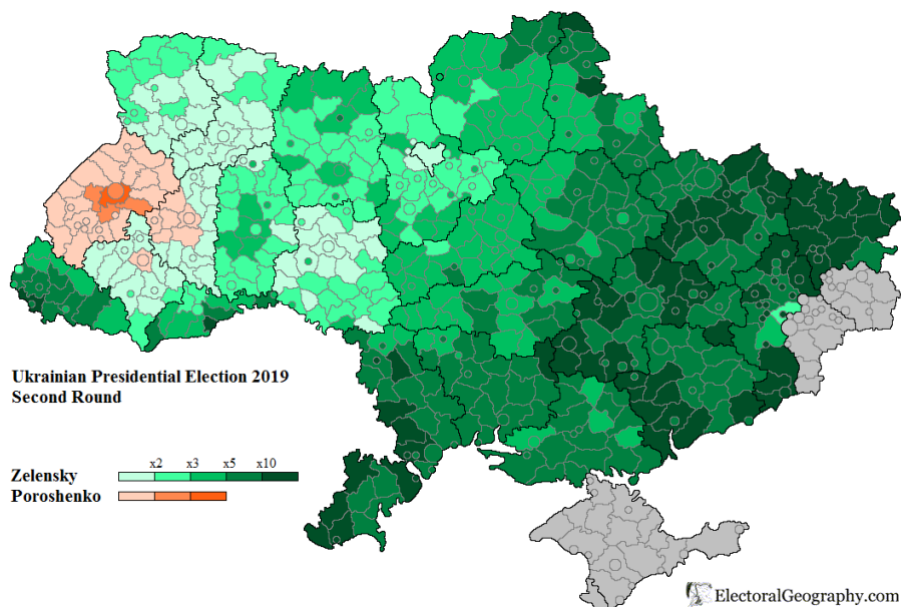 Ukrainian Presidential Election 2019
Second Round
x2 x3 x5 x10
Zelensky
Poroshenko
ElectoralGeography.com